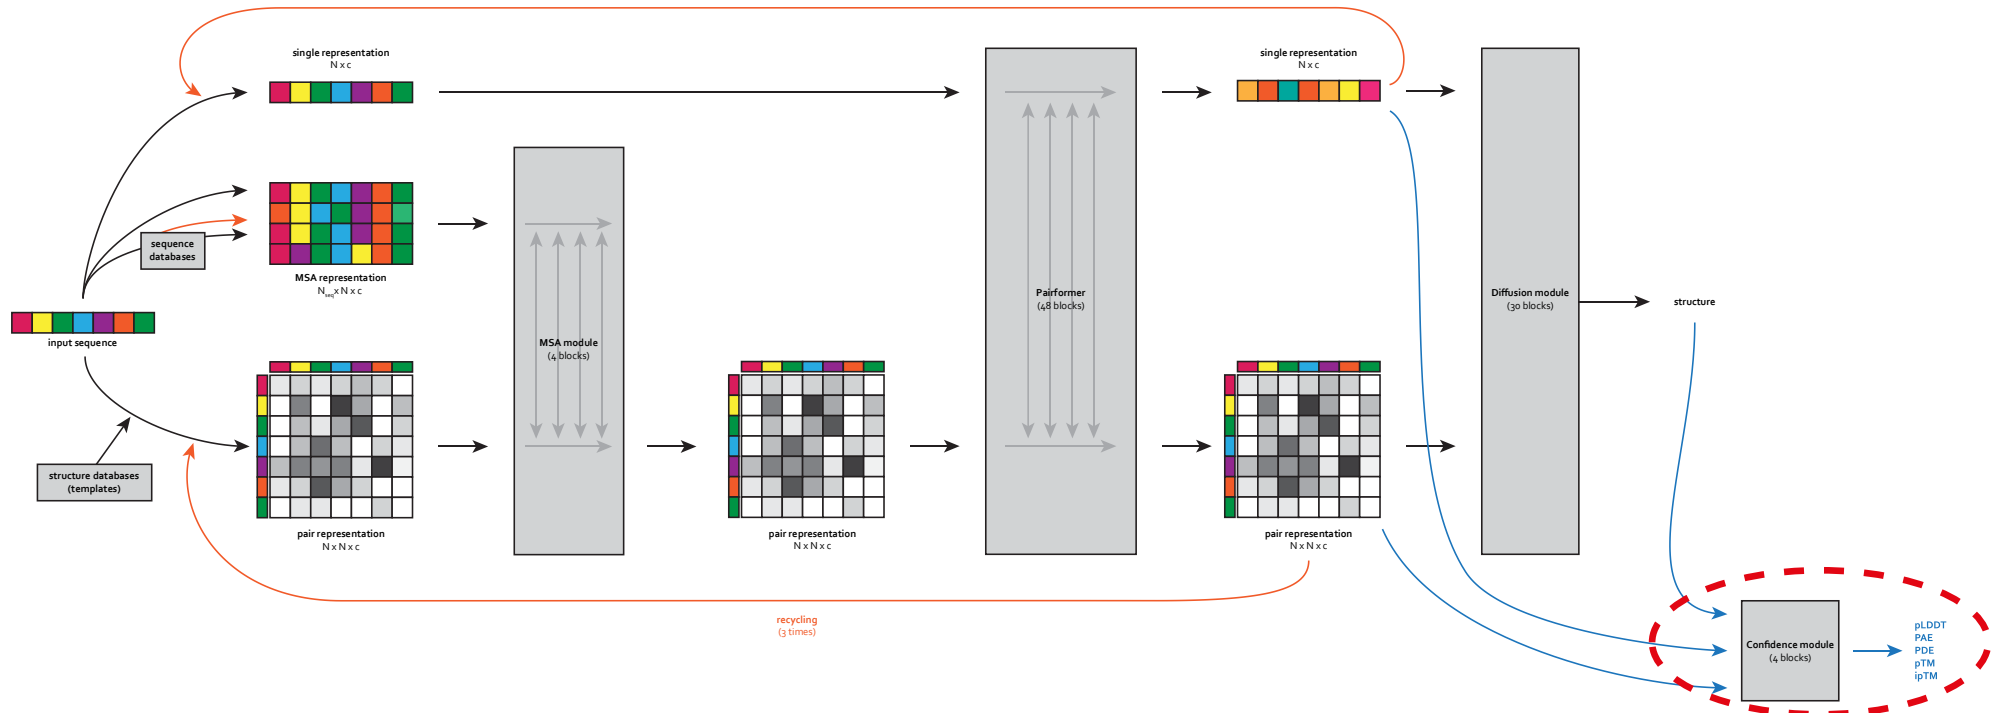 single representation
N x c
single representation
N x c
sequence
databases
MSA representation
Nseq x N x c
input sequence
MSA module
(4 blocks)
Pairformer
(48 blocks)
Diffusion module
(30 blocks)
structure
structure databases
(templates)
pair representation
N x N x c
pair representation
N x N x c
pair representation
N x N x c
recycling
(3 times)
Confidence module
(4 blocks)
pLDDT
PAE
PDE
pTM
ipTM